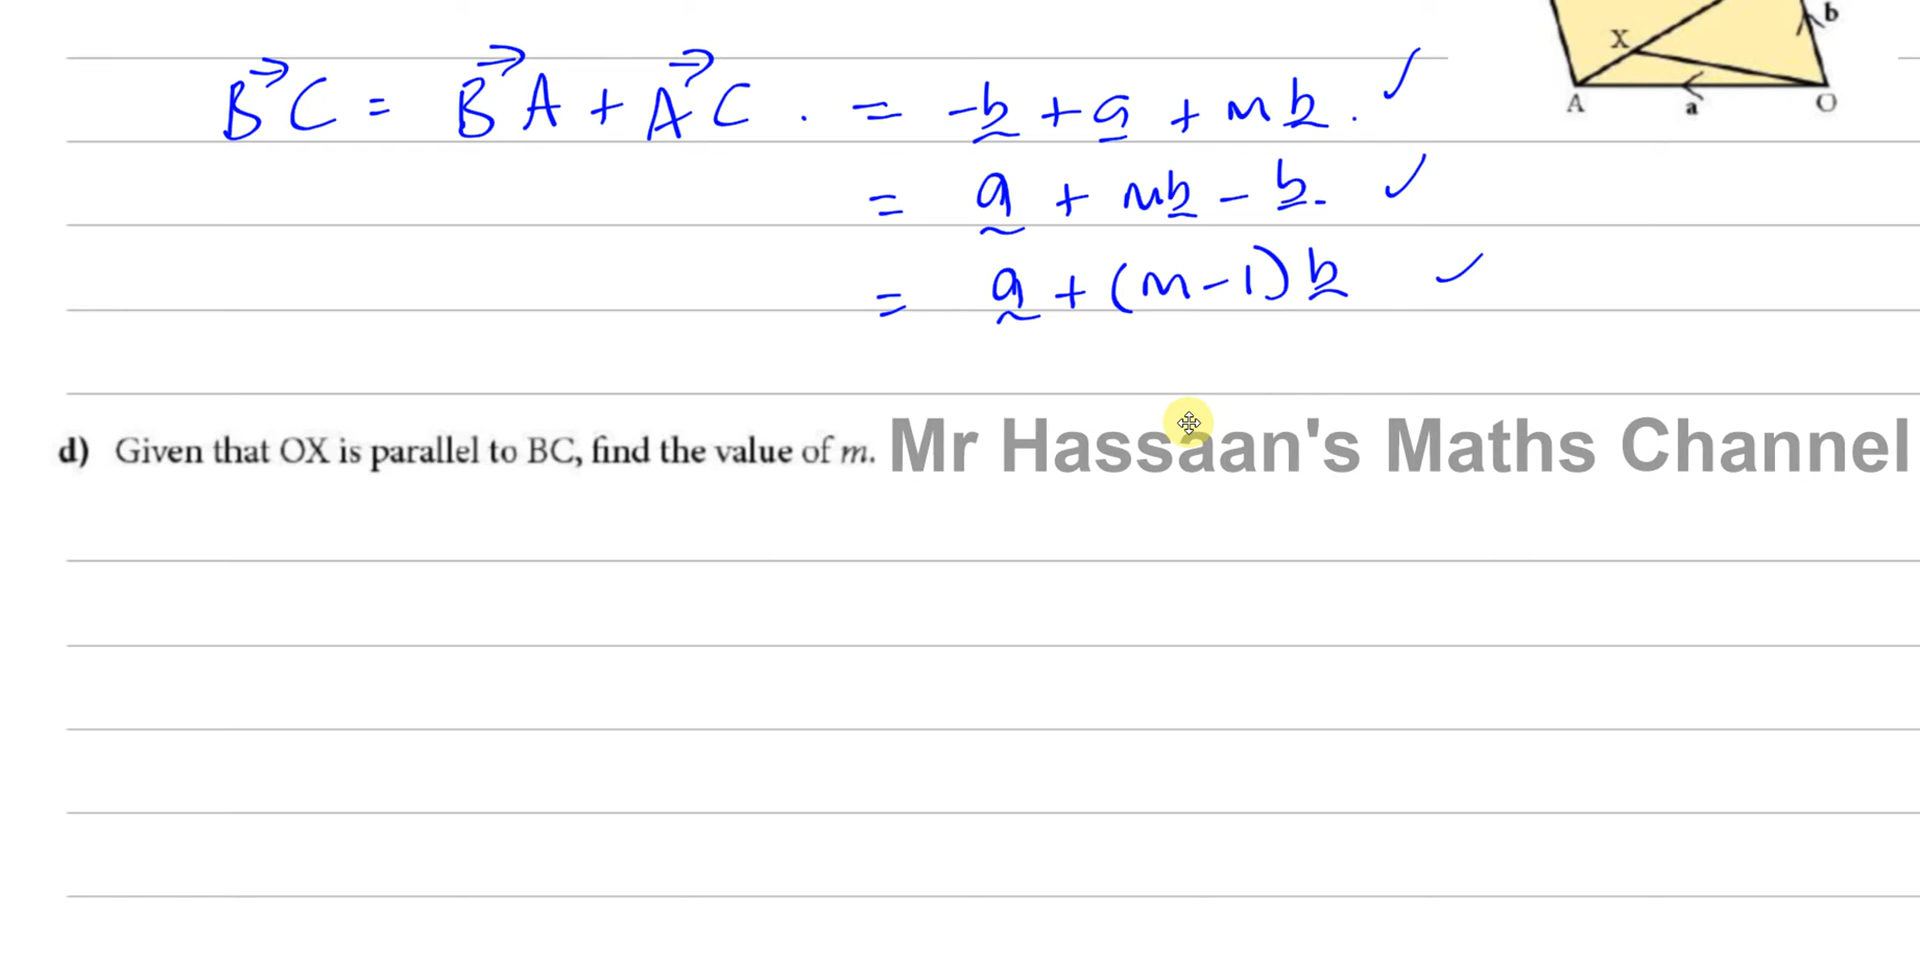 b
X
BC = BA + AC . = -b + a + mb . ✓
A a O
= a + mb - b. ✓
= a + (m-1) b ✓
d) Given that OX is parallel to BC, find the value of m. Mr Hassaan's Maths Channel